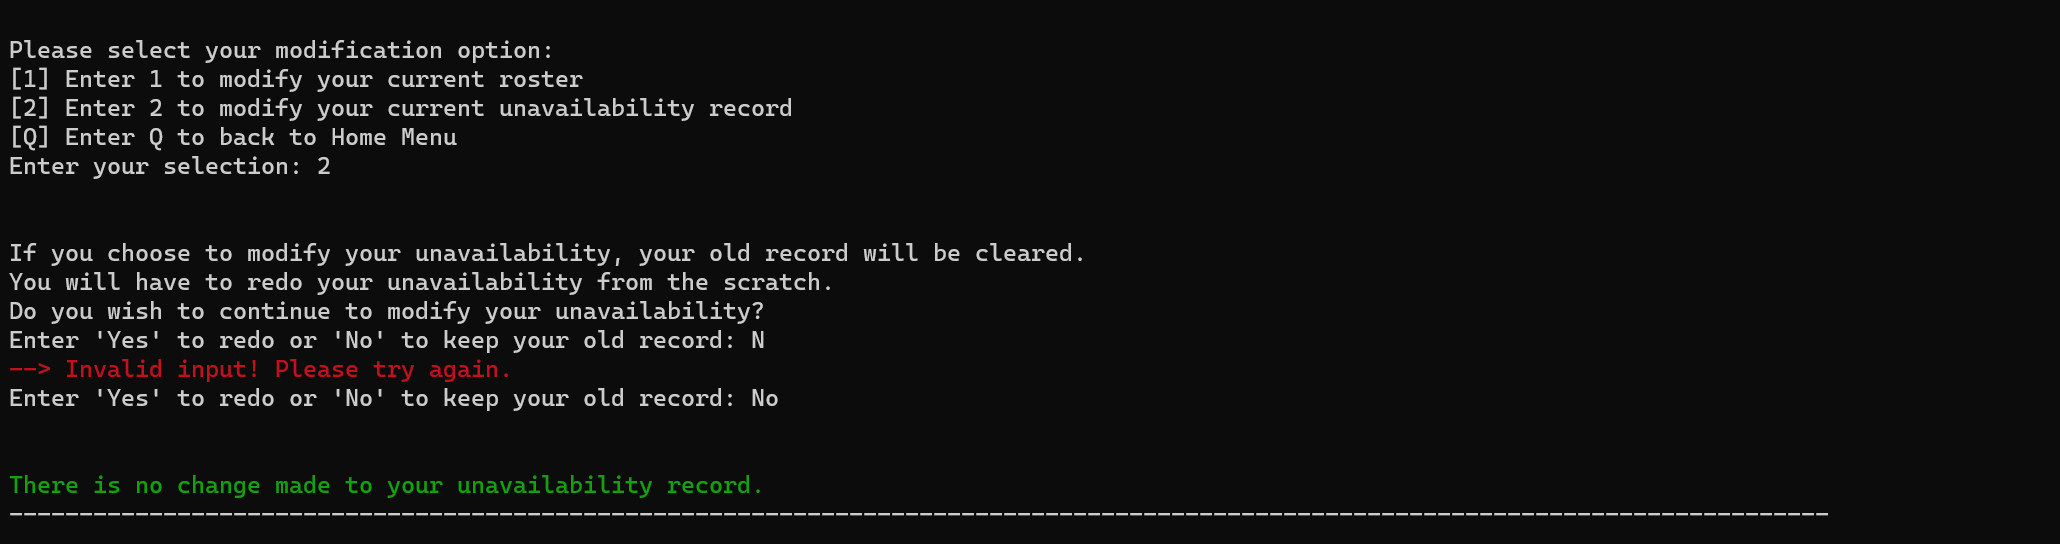 Please select your modification option:
[1] Enter 1 to modify your current roster
[2] Enter 2 to modify your current unavailability record
[Q] Enter Q to back to Home Menu
Enter your selection: 2
If you choose to modify your unavailability, your old record will be cleared.
You will have to redo your unavailability from the scratch.
Do you wish to continue to modify your unavailability?
Enter 'Yes' to redo or 'No' to keep your old record: N
--> Invalid input! Please try again.
Enter 'Yes' to redo or 'No' to keep your old record: No
There is no change made to your unavailability record.
----------------------------------------------------------------------------------------------------------------------------------